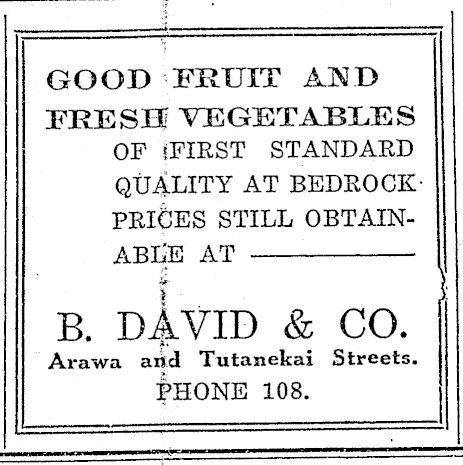 GOOD FRUIT AND
FRESH VEGETABLES
OF FIRST STANDARD
QUALITY AT BEDROCK
PRICES STILL OBTAIN-
ABLE AT
B. DAVID & CO.
Arawa and Tutanekai Streets.
PHONE 108.